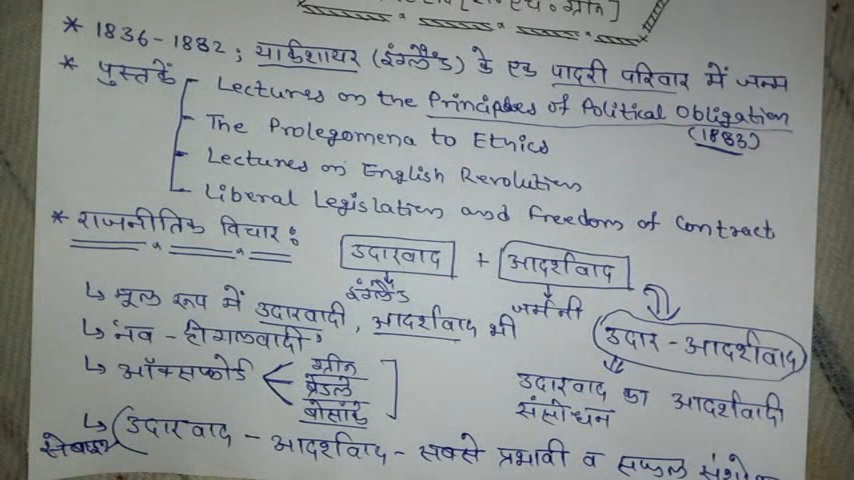 ग्रीन]
* 1836-1882; यार्कशायर (इंग्लैंड) के एक पादरी परिवार में जन्म
* पुस्तकें - Lectures on the Principles of Political Obligation
(1883)
- The Prolegomena to Ethics
- Lectures on English Revolution
- Liberal Legislation and Freedom of Contract
* राजनीतिक विचार :
उदारवाद + आदर्शवाद
इंग्लैंड जर्मनी
↳ मूल रूप में उदारवादी, आदर्शवाद भी
उदार-आदर्शवाद
↳ 'नव-हीगलवादी'
↳ ऑक्सफोर्ड < ग्रीन
ब्रेडले
बोसांके
उदारवाद का आदर्शवादी
संसोधन
↳ (उदारवाद - आदर्शवाद - सबसे प्रभावी व सफल